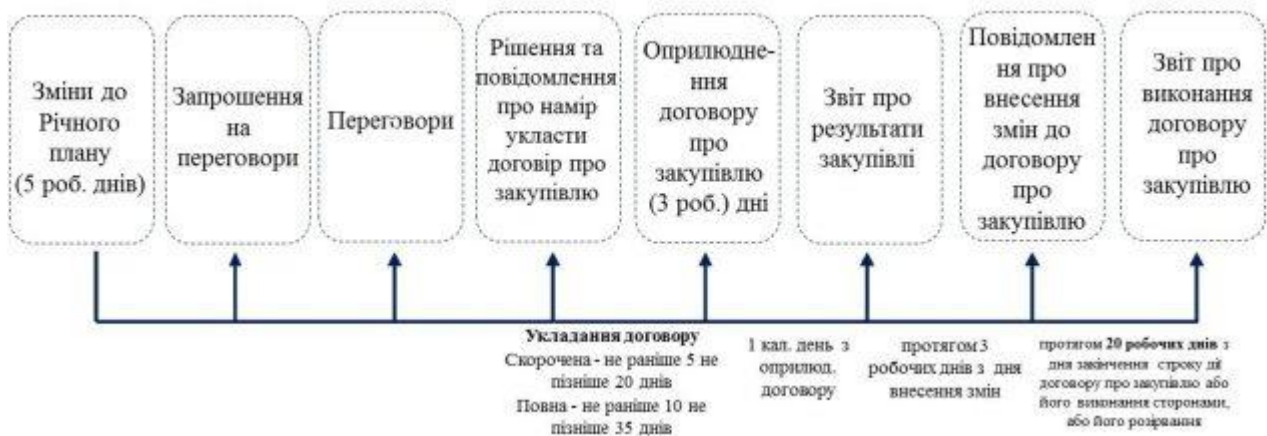 Зміни до
Річного
плану
(5 роб. днів)
Запрошення
на
переговори
Переговори
Рішення та
повідомлення
про намір
укласти
договір про
закупівлю
Оприлюдне-
ння
договору
про
закупівлю
(3 роб.) дні
Звіт про
результати
закупівлі
Повідомлен
ня про
внесення
змін до
договору
про
закупівлю
Звіт про
виконання
договору
про
закупівлю
Укладання договору
Скорочена - не раніше 5 не
пізніше 20 днів
Повна - не раніше 10 не
пізніше 35 днів
1 кал. день з
оприлюд.
договору
протягом 3
робочих днів з дня
внесення змін
протягом 20 робочих днів з
дня закінчення строку дії
договору про закупівлю або
його виконання сторонами,
або його розірвання